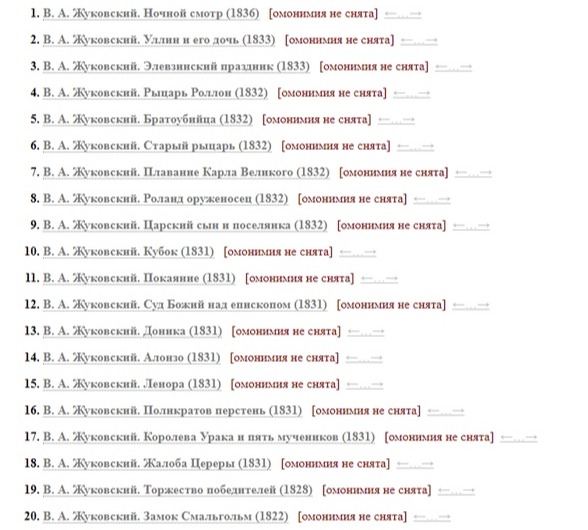 1. В. А. Жуковский. Ночной смотр (1836) [омонимия не снята] ←...→
2. В. А. Жуковский. Уллин и его дочь (1833) [омонимия не снята] ←...→
3. В. А. Жуковский. Элевзинский праздник (1833) [омонимия не снята] ←...→
4. В. А. Жуковский. Рыцарь Роллон (1832) [омонимия не снята] ←...→
5. В. А. Жуковский. Братоубийца (1832) [омонимия не снята] ←...→
6. В. А. Жуковский. Старый рыцарь (1832) [омонимия не снята] ←...→
7. В. А. Жуковский. Плавание Карла Великого (1832) [омонимия не снята] ←...→
8. В. А. Жуковский. Роланд оруженосец (1832) [омонимия не снята] ←...→
9. В. А. Жуковский. Царский сын и поселянка (1832) [омонимия не снята] ←...→
10. В. А. Жуковский. Кубок (1831) [омонимия не снята] ←...→
11. В. А. Жуковский. Покаяние (1831) [омонимия не снята] ←...→
12. В. А. Жуковский. Суд Божий над епископом (1831) [омонимия не снята] ←...→
13. В. А. Жуковский. Доника (1831) [омонимия не снята] ←...→
14. В. А. Жуковский. Алонзо (1831) [омонимия не снята] ←...→
15. В. А. Жуковский. Ленора (1831) [омонимия не снята] ←...→
16. В. А. Жуковский. Поликратов перстень (1831) [омонимия не снята] ←...→
17. В. А. Жуковский. Королева Урака и пять мучеников (1831) [омонимия не снята] ←...→
18. В. А. Жуковский. Жалоба Цереры (1831) [омонимия не снята] ←...→
19. В. А. Жуковский. Торжество победителей (1828) [омонимия не снята] ←...→
20. В. А. Жуковский. Замок Смальгольм (1822) [омонимия не снята] ←...→